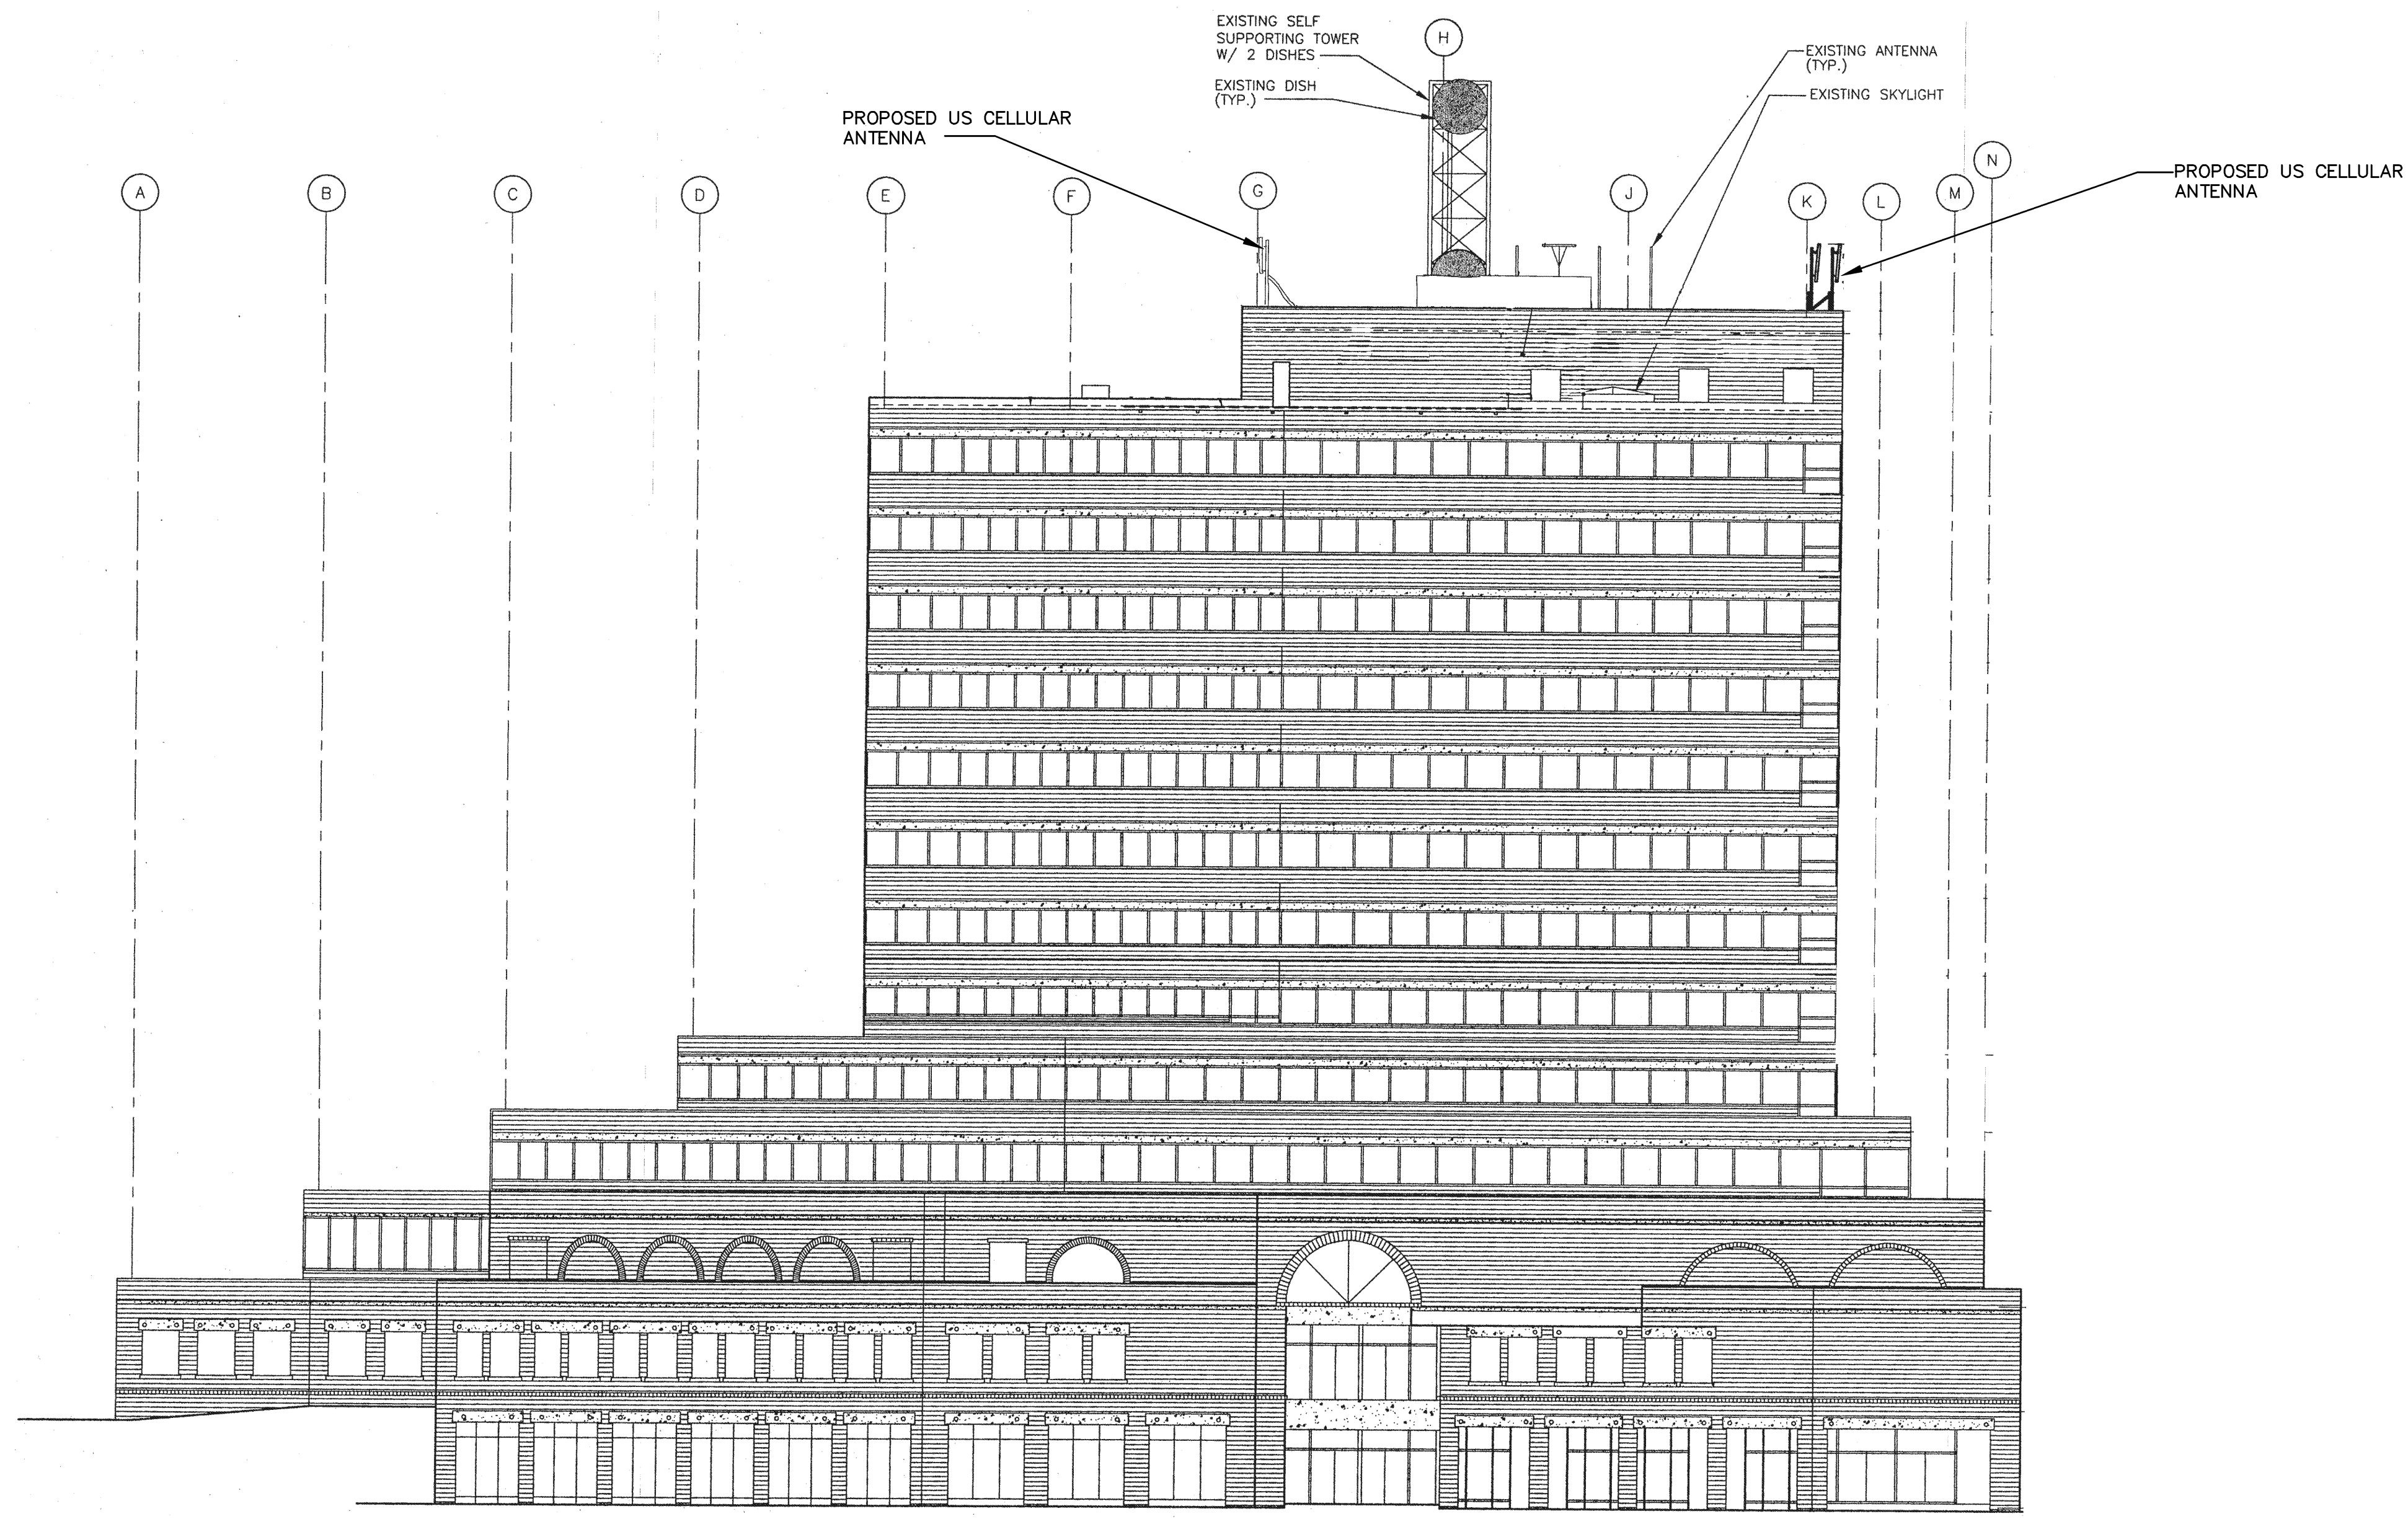 EXISTING SELF
SUPPORTING TOWER
W/ 2 DISHES
H
EXISTING ANTENNA
(TYP.)
EXISTING DISH
(TYP.)
EXISTING SKYLIGHT
PROPOSED US CELLULAR
ANTENNA
PROPOSED US CELLULAR
ANTENNA
A
B
C
D
E
F
G
J
K
L
M
N